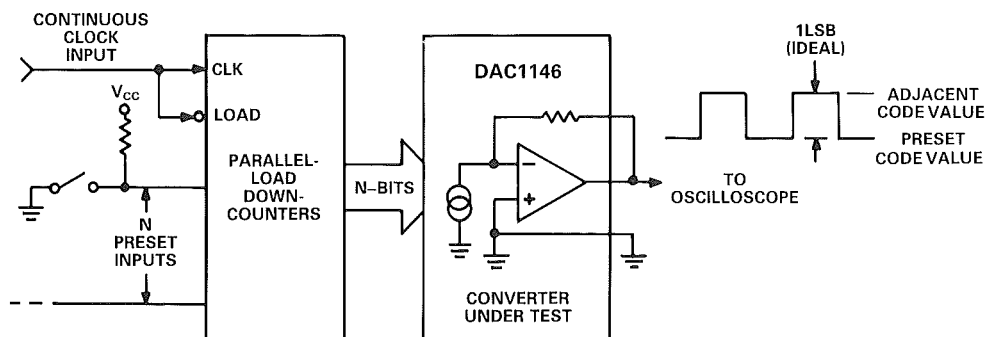 CONTINUOUS
CLOCK
INPUT
CLK
LOAD
VCC
N
PRESET
INPUTS
PARALLEL-
LOAD
DOWN-
COUNTERS
N–BITS
DAC1146
–
+
CONVERTER
UNDER TEST
TO
OSCILLOSCOPE
1LSB
(IDEAL)
ADJACENT
CODE VALUE
PRESET
CODE VALUE